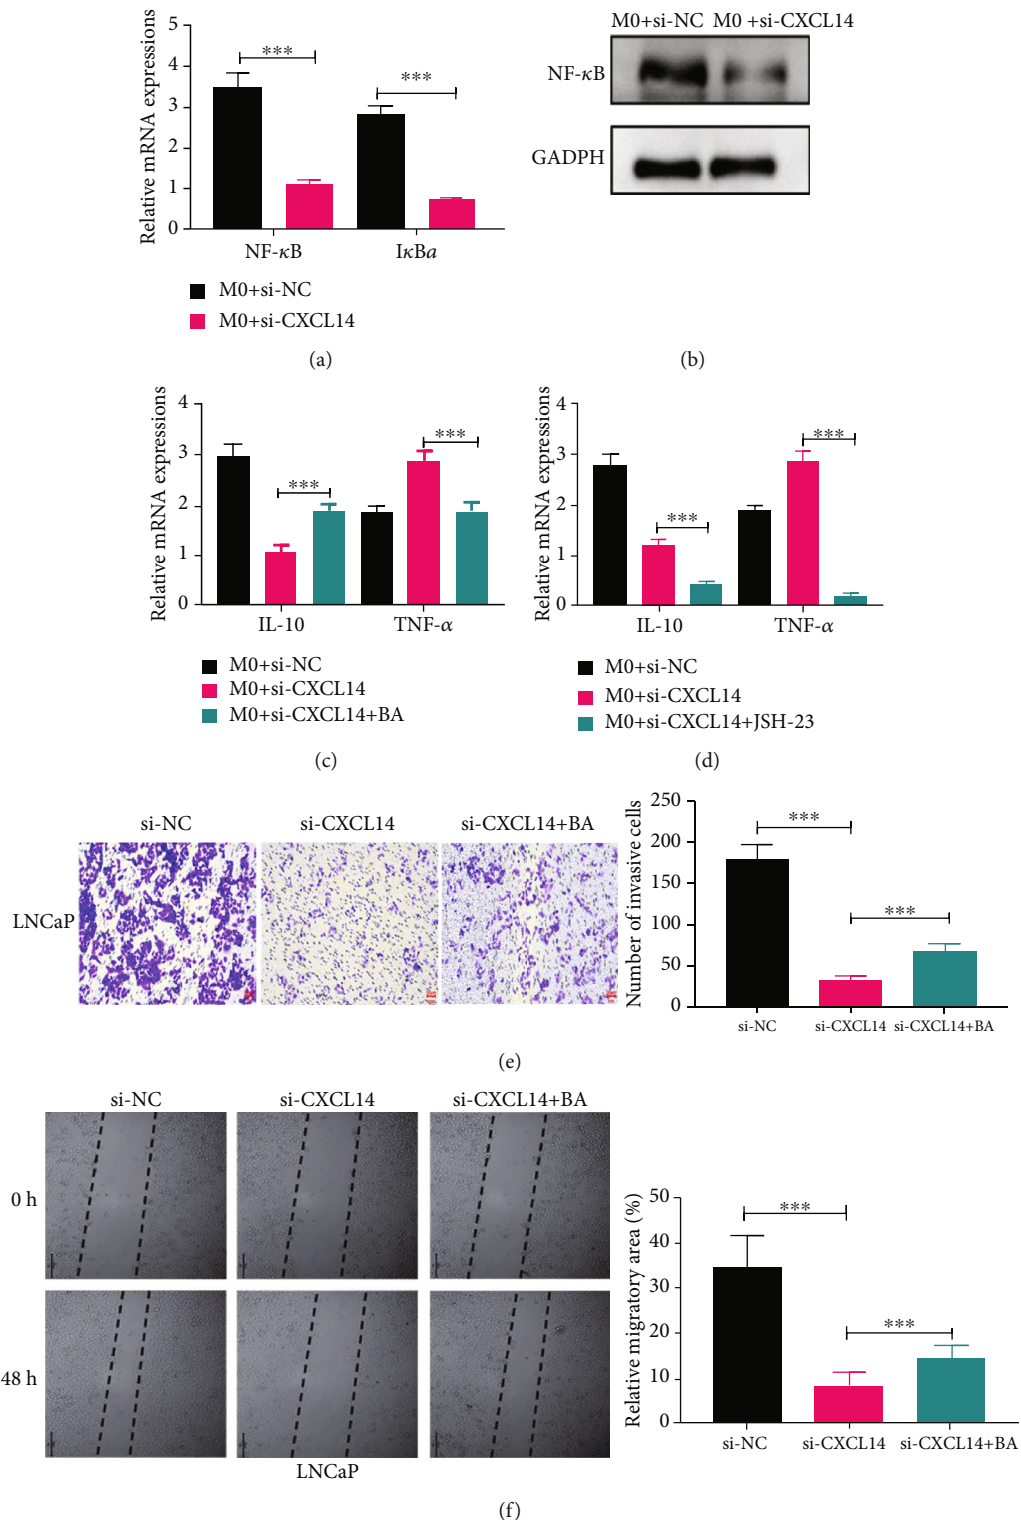 Relative mRNA expressions
5
4
3
2
1
0
***
***
NF-κB
IκBa
M0+si-NC
M0+si-CXCL14
(a)
M0+si-NC M0 +si-CXCL14
NF-κB
GADPH
(b)
Relative mRNA expressions
4
3
2
1
0
***
***
IL-10
TNF-α
M0+si-NC
M0+si-CXCL14
M0+si-CXCL14+BA
(c)
Relative mRNA expressions
4
3
2
1
0
***
***
IL-10
TNF-α
M0+si-NC
M0+si-CXCL14
M0+si-CXCL14+JSH-23
(d)
si-NC
si-CXCL14
si-CXCL14+BA
LNCaP
Number of invasive cells
250
200
150
100
50
0
***
***
si-NC
si-CXCL14
si-CXCL14+BA
(e)
si-NC
si-CXCL14
si-CXCL14+BA
0 h
48 h
LNCaP
Relative migratory area (%)
50
40
30
20
10
0
***
***
si-NC
si-CXCL14
si-CXCL14+BA
(f)